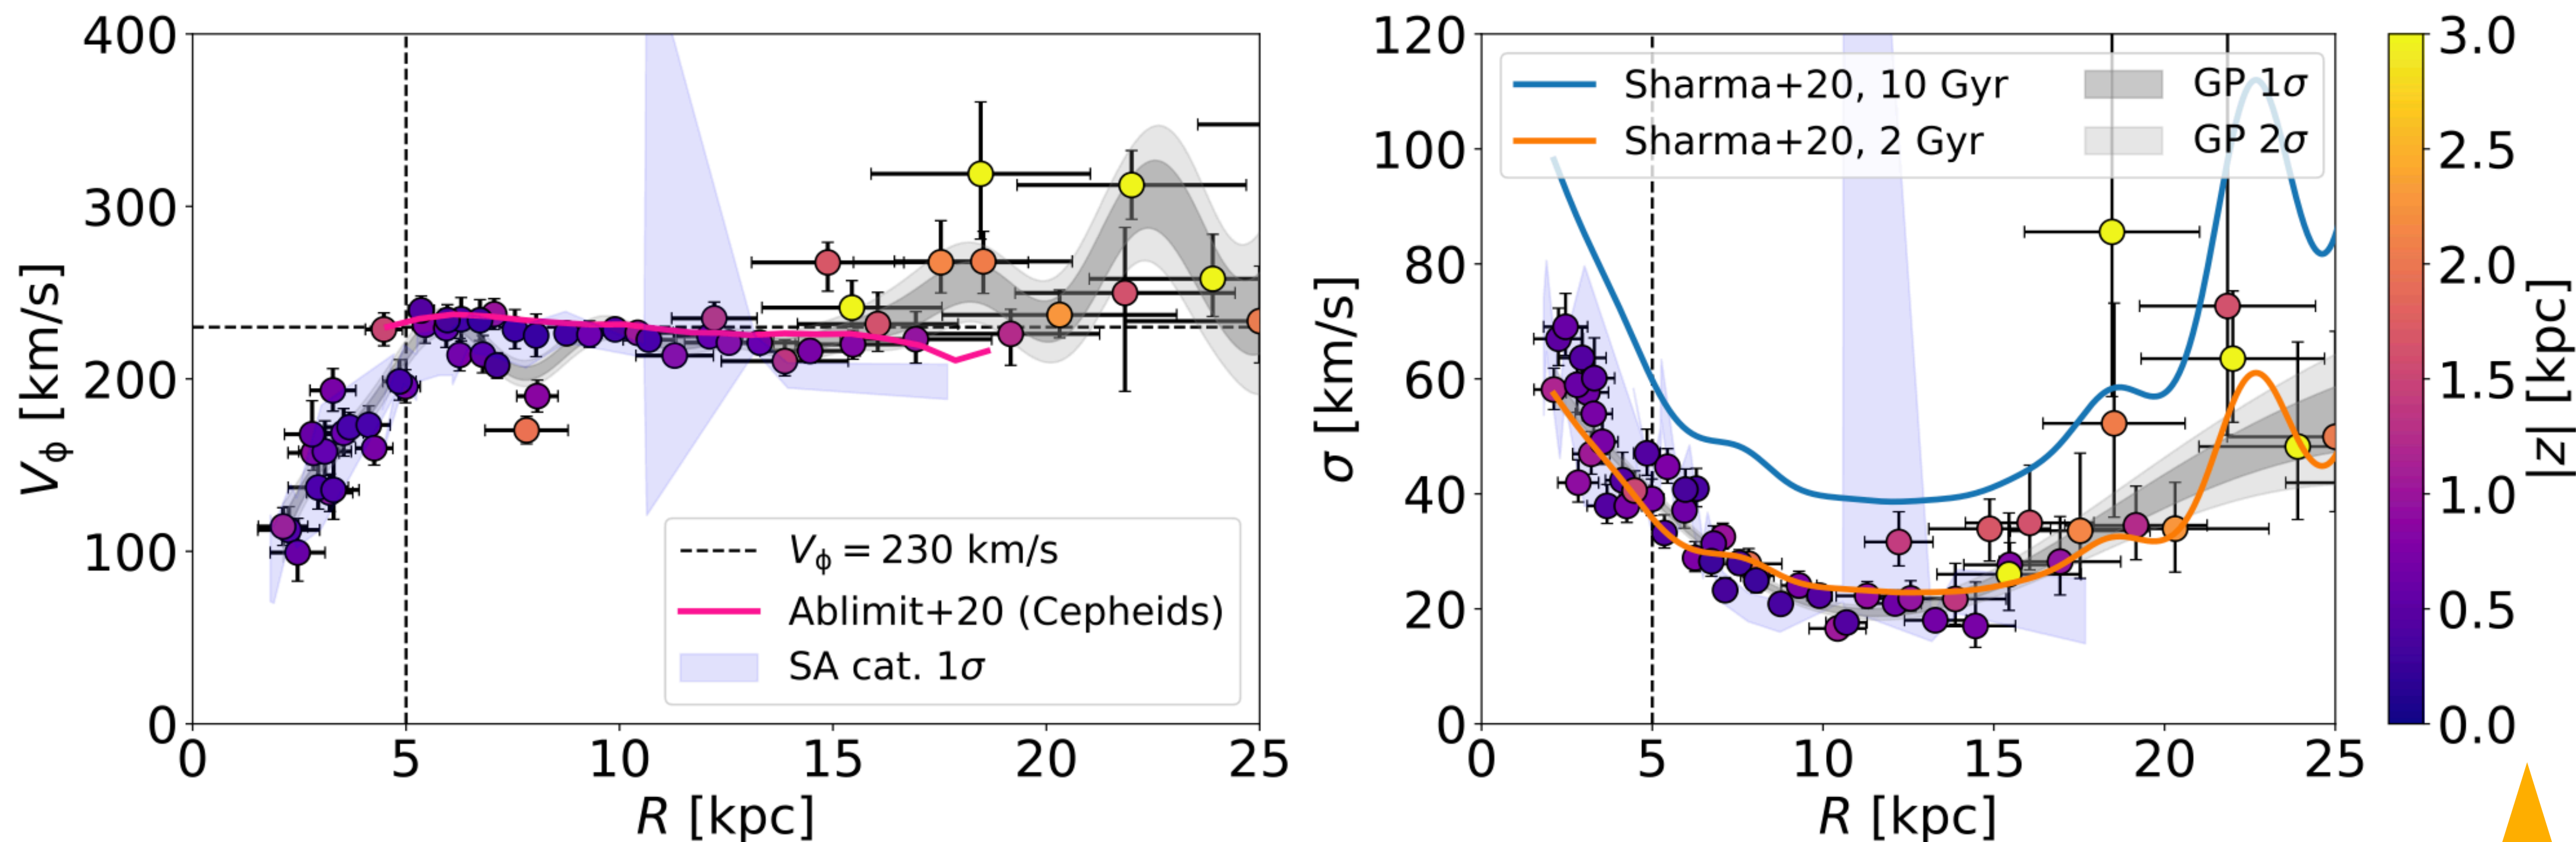 400
300
200
100
0
V_ϕ [km/s]
0 5 10 15 20 25
R [kpc]
V_ϕ = 230 km/s
Ablimit+20 (Cepheids)
SA cat. 1σ
120
100
80
60
40
20
0
σ [km/s]
Sharma+20, 10 Gyr
Sharma+20, 2 Gyr
GP 1σ
GP 2σ
0 5 10 15 20 25
R [kpc]
3.0
2.5
2.0
1.5
1.0
0.5
0.0
|z| [kpc]